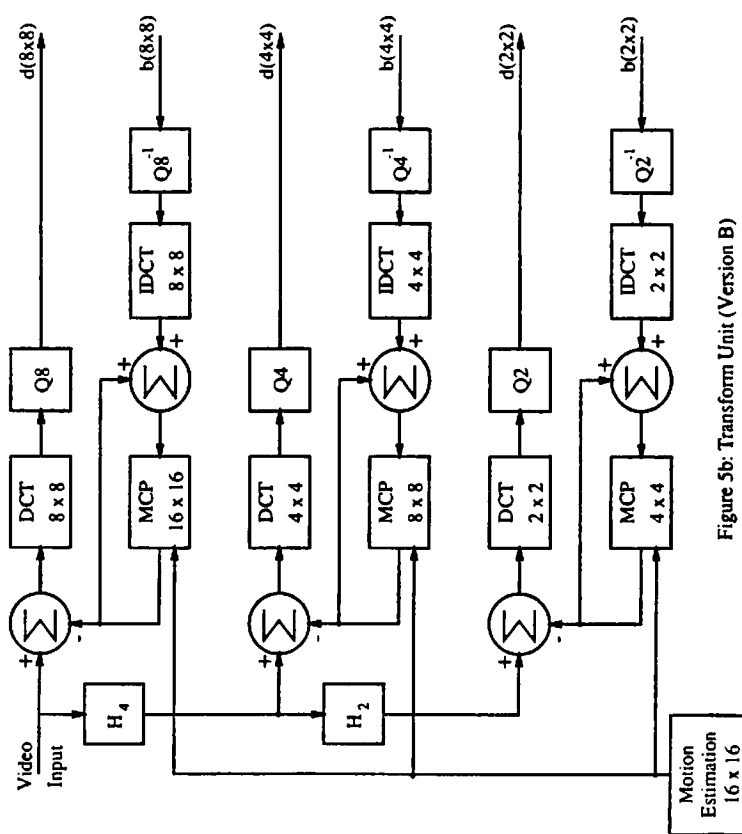 Video
Input
+
-
Σ
DCT
8 x 8
Q8
d(8x8)
MCP
16 x 16
+
Σ
+
IDCT
8 x 8
Q8⁻¹
b(8x8)
H₄
+
-
Σ
DCT
4 x 4
Q4
d(4x4)
MCP
8 x 8
+
Σ
+
IDCT
4 x 4
Q4⁻¹
b(4x4)
H₂
+
-
Σ
DCT
2 x 2
Q2
d(2x2)
MCP
4 x 4
+
Σ
+
IDCT
2 x 2
Q2⁻¹
b(2x2)
Motion
Estimation
16 x 16
Figure 5b: Transform Unit (Version B)